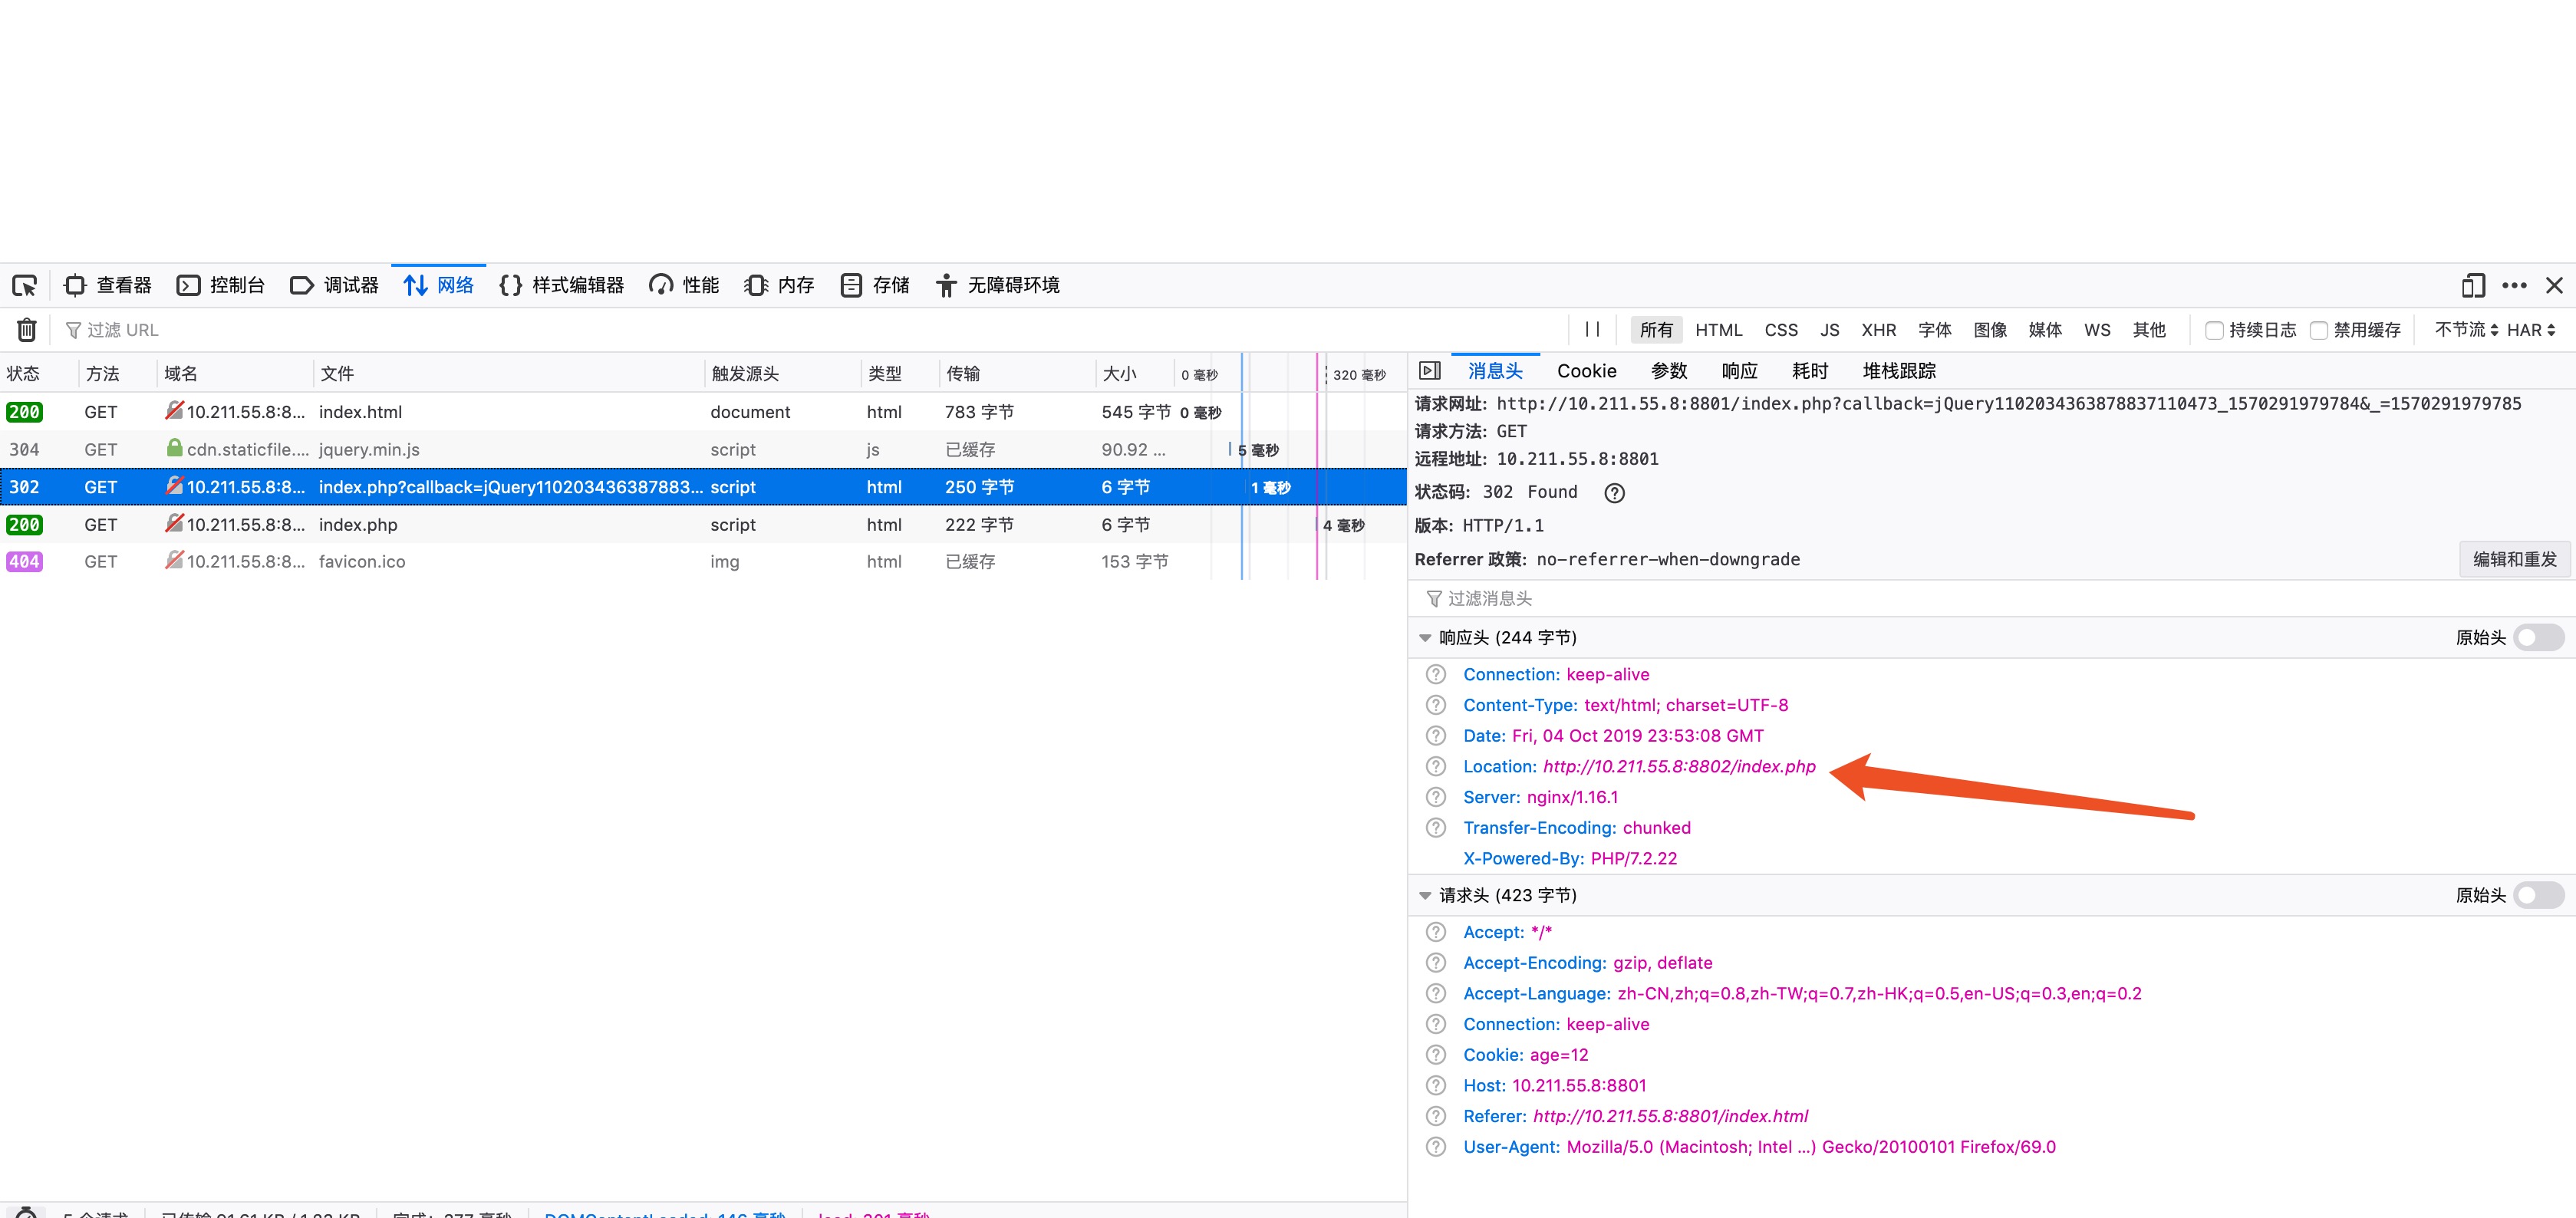 查看器 控制台 调试器 网络 样式编辑器 性能 内存 存储 无障碍环境
过滤 URL 所有 HTML CSS JS XHR 字体 图像 媒体 WS 其他 持续日志 禁用缓存 不节流 HAR
状态 方法 域名 文件 触发源头 类型 传输 大小 0 毫秒 320 毫秒
200 GET 10.211.55.8:8... index.html document html 783 字节 545 字节 0 毫秒
304 GET cdn.staticfile.... jquery.min.js script js 已缓存 90.92 ... 5 毫秒
302 GET 10.211.55.8:8... index.php?callback=jQuery110203436387883... script html 250 字节 6 字节 1 毫秒
200 GET 10.211.55.8:8... index.php script html 222 字节 6 字节 4 毫秒
404 GET 10.211.55.8:8... favicon.ico img html 已缓存 153 字节
消息头 Cookie 参数 响应 耗时 堆栈跟踪
请求网址: http://10.211.55.8:8801/index.php?callback=jQuery1102034363878837110473_1570291979784&_=1570291979785
请求方法: GET
远程地址: 10.211.55.8:8801
状态码: 302 Found
版本: HTTP/1.1
Referrer 政策: no-referrer-when-downgrade 编辑和重发
过滤消息头
响应头 (244 字节) 原始头
Connection: keep-alive
Content-Type: text/html; charset=UTF-8
Date: Fri, 04 Oct 2019 23:53:08 GMT
Location: http://10.211.55.8:8802/index.php
Server: nginx/1.16.1
Transfer-Encoding: chunked
X-Powered-By: PHP/7.2.22
请求头 (423 字节) 原始头
Accept: */*
Accept-Encoding: gzip, deflate
Accept-Language: zh-CN,zh;q=0.8,zh-TW;q=0.7,zh-HK;q=0.5,en-US;q=0.3,en;q=0.2
Connection: keep-alive
Cookie: age=12
Host: 10.211.55.8:8801
Referer: http://10.211.55.8:8801/index.html
User-Agent: Mozilla/5.0 (Macintosh; Intel ...) Gecko/20100101 Firefox/69.0
5 个请求 已传输